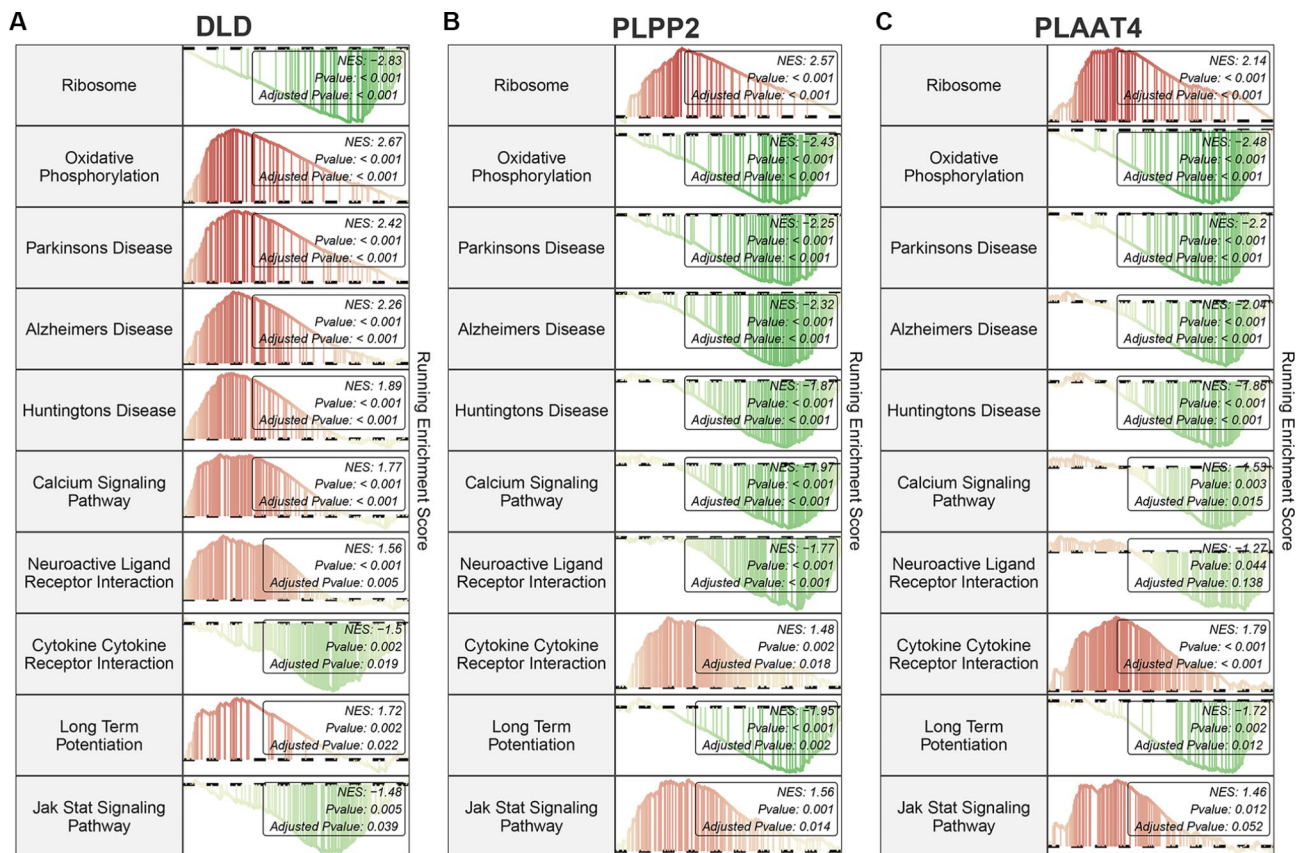 A
DLD
Ribosome
NES: −2.83
Pvalue: < 0.001
Adjusted Pvalue: < 0.001
Oxidative
Phosphorylation
NES: 2.67
Pvalue: < 0.001
Adjusted Pvalue: < 0.001
Parkinsons Disease
NES: 2.42
Pvalue: < 0.001
Adjusted Pvalue: < 0.001
Alzheimers Disease
NES: 2.26
Pvalue: < 0.001
Adjusted Pvalue: < 0.001
Huntingtons Disease
NES: 1.89
Pvalue: < 0.001
Adjusted Pvalue: < 0.001
Calcium Signaling
Pathway
NES: 1.77
Pvalue: < 0.001
Adjusted Pvalue: < 0.001
Neuroactive Ligand
Receptor Interaction
NES: 1.56
Pvalue: < 0.001
Adjusted Pvalue: 0.005
Cytokine Cytokine
Receptor Interaction
NES: −1.5
Pvalue: 0.002
Adjusted Pvalue: 0.019
Long Term
Potentiation
NES: 1.72
Pvalue: 0.002
Adjusted Pvalue: 0.022
Jak Stat Signaling
Pathway
NES: −1.48
Pvalue: 0.005
Adjusted Pvalue: 0.039
Running Enrichment Score
B
PLPP2
Ribosome
NES: 2.57
Pvalue: < 0.001
Adjusted Pvalue: < 0.001
Oxidative
Phosphorylation
NES: −2.43
Pvalue: < 0.001
Adjusted Pvalue: < 0.001
Parkinsons Disease
NES: −2.25
Pvalue: < 0.001
Adjusted Pvalue: < 0.001
Alzheimers Disease
NES: −2.32
Pvalue: < 0.001
Adjusted Pvalue: < 0.001
Huntingtons Disease
NES: −1.87
Pvalue: < 0.001
Adjusted Pvalue: < 0.001
Calcium Signaling
Pathway
NES: −1.97
Pvalue: < 0.001
Adjusted Pvalue: < 0.001
Neuroactive Ligand
Receptor Interaction
NES: −1.77
Pvalue: < 0.001
Adjusted Pvalue: < 0.001
Cytokine Cytokine
Receptor Interaction
NES: 1.48
Pvalue: 0.002
Adjusted Pvalue: 0.018
Long Term
Potentiation
NES: −1.95
Pvalue: < 0.001
Adjusted Pvalue: 0.002
Jak Stat Signaling
Pathway
NES: 1.56
Pvalue: 0.001
Adjusted Pvalue: 0.014
Running Enrichment Score
C
PLAAT4
Ribosome
NES: 2.14
Pvalue: < 0.001
Adjusted Pvalue: < 0.001
Oxidative
Phosphorylation
NES: −2.48
Pvalue: < 0.001
Adjusted Pvalue: < 0.001
Parkinsons Disease
NES: −2.2
Pvalue: < 0.001
Adjusted Pvalue: < 0.001
Alzheimers Disease
NES: −2.04
Pvalue: < 0.001
Adjusted Pvalue: < 0.001
Huntingtons Disease
NES: −1.86
Pvalue: < 0.001
Adjusted Pvalue: < 0.001
Calcium Signaling
Pathway
NES: −1.53
Pvalue: 0.003
Adjusted Pvalue: 0.015
Neuroactive Ligand
Receptor Interaction
NES: −1.27
Pvalue: 0.044
Adjusted Pvalue: 0.138
Cytokine Cytokine
Receptor Interaction
NES: 1.79
Pvalue: < 0.001
Adjusted Pvalue: < 0.001
Long Term
Potentiation
NES: −1.72
Pvalue: 0.002
Adjusted Pvalue: 0.012
Jak Stat Signaling
Pathway
NES: 1.46
Pvalue: 0.012
Adjusted Pvalue: 0.052
Running Enrichment Score